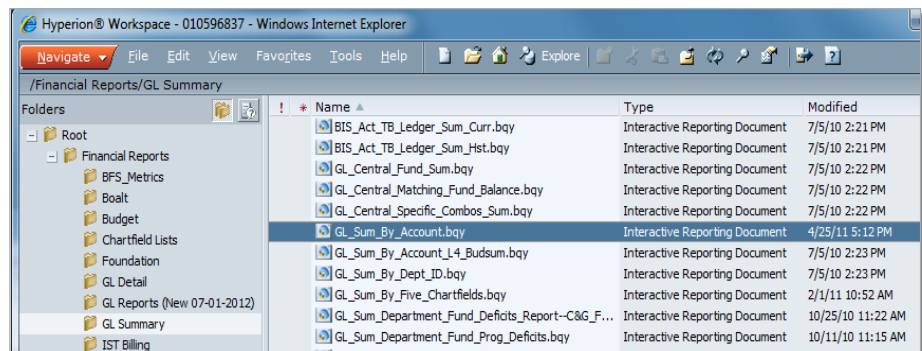 Hyperion® Workspace - 010596837 - Windows Internet Explorer
Navigate File Edit View Favorites Tools Help Explore
/Financial Reports/GL Summary
Folders ! * Name Type Modified
Root BIS_Act_TB_Ledger_Sum_Curr.bqy Interactive Reporting Document 7/5/10 2:21 PM
Financial Reports BIS_Act_TB_Ledger_Sum_Hst.bqy Interactive Reporting Document 7/5/10 2:21 PM
BFS_Metrics GL_Central_Fund_Sum.bqy Interactive Reporting Document 7/5/10 2:22 PM
Boalt GL_Central_Matching_Fund_Balance.bqy Interactive Reporting Document 7/5/10 2:22 PM
Budget GL_Central_Specific_Combos_Sum.bqy Interactive Reporting Document 7/5/10 2:22 PM
Chartfield Lists GL_Sum_By_Account.bqy Interactive Reporting Document 4/25/11 5:12 PM
Foundation GL_Sum_By_Account_L4_Budsum.bqy Interactive Reporting Document 7/5/10 2:23 PM
GL Detail GL_Sum_By_Dept_ID.bqy Interactive Reporting Document 7/5/10 2:23 PM
GL Reports (New 07-01-2012) GL_Sum_By_Five_Chartfields.bqy Interactive Reporting Document 2/1/11 10:52 AM
GL Summary GL_Sum_Department_Fund_Deficits_Report--C&G_F... Interactive Reporting Document 10/25/10 11:22 AM
IST Billing GL_Sum_Department_Fund_Prog_Deficits.bqy Interactive Reporting Document 10/11/10 11:15 AM